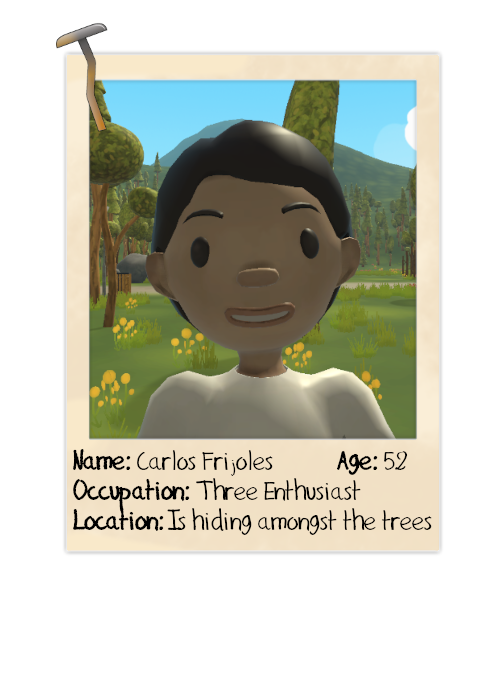 Name: Carlos Frijoles Age: 52
Occupation: Three Enthusiast
Location: Is hiding amongst the trees